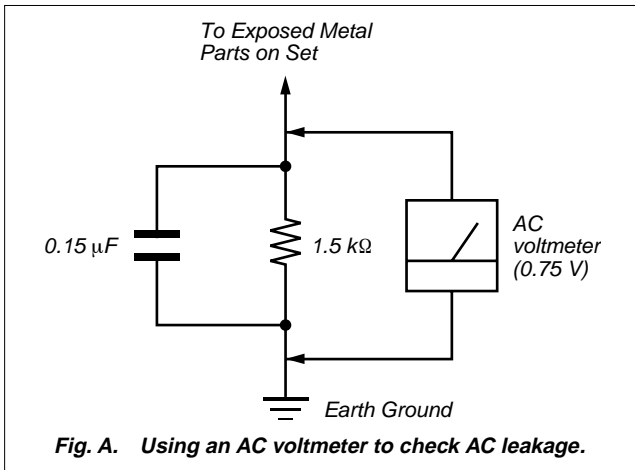 To Exposed Metal
Parts on Set
0.15 μF
1.5 kΩ
AC
voltmeter
(0.75 V)
Earth Ground
Fig. A. Using an AC voltmeter to check AC leakage.